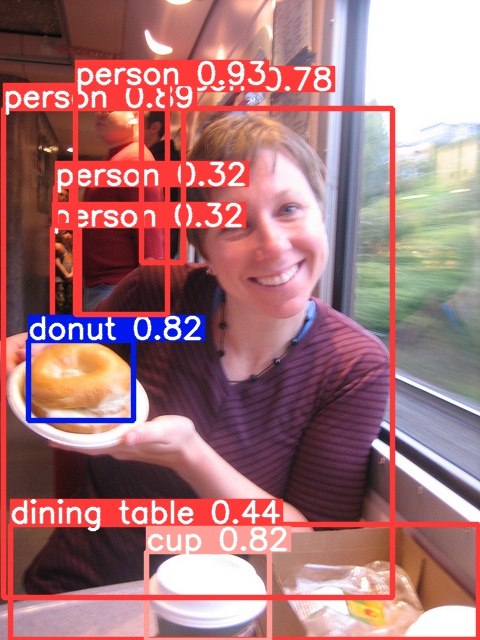 person 0.93
0.78
person 0.89
person 0.32
person 0.32
donut 0.82
dining table 0.44
cup 0.82